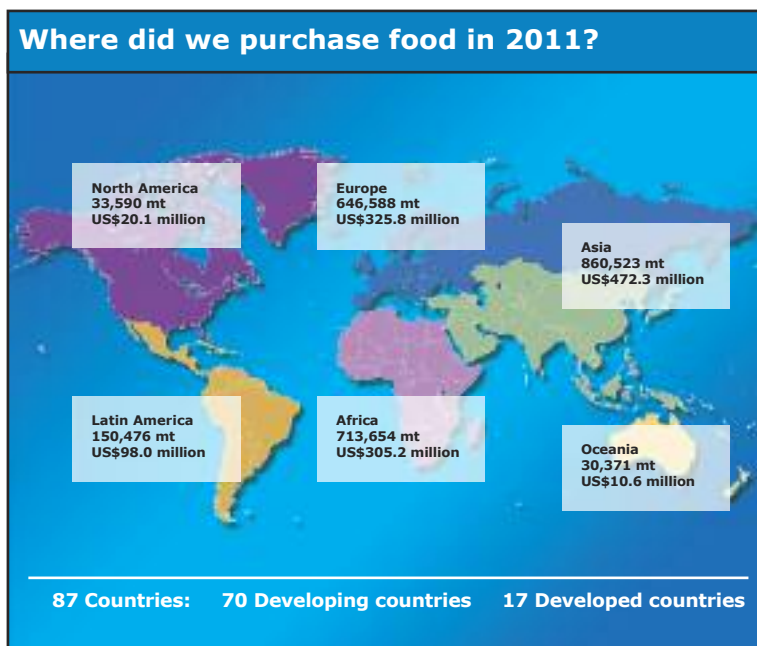 Where did we purchase food in 2011?
North America
33,590 mt
US$20.1 million
Europe
646,588 mt
US$325.8 million
Asia
860,523 mt
US$472.3 million
Latin America
150,476 mt
US$98.0 million
Africa
713,654 mt
US$305.2 million
Oceania
30,371 mt
US$10.6 million
87 Countries: 70 Developing countries 17 Developed countries